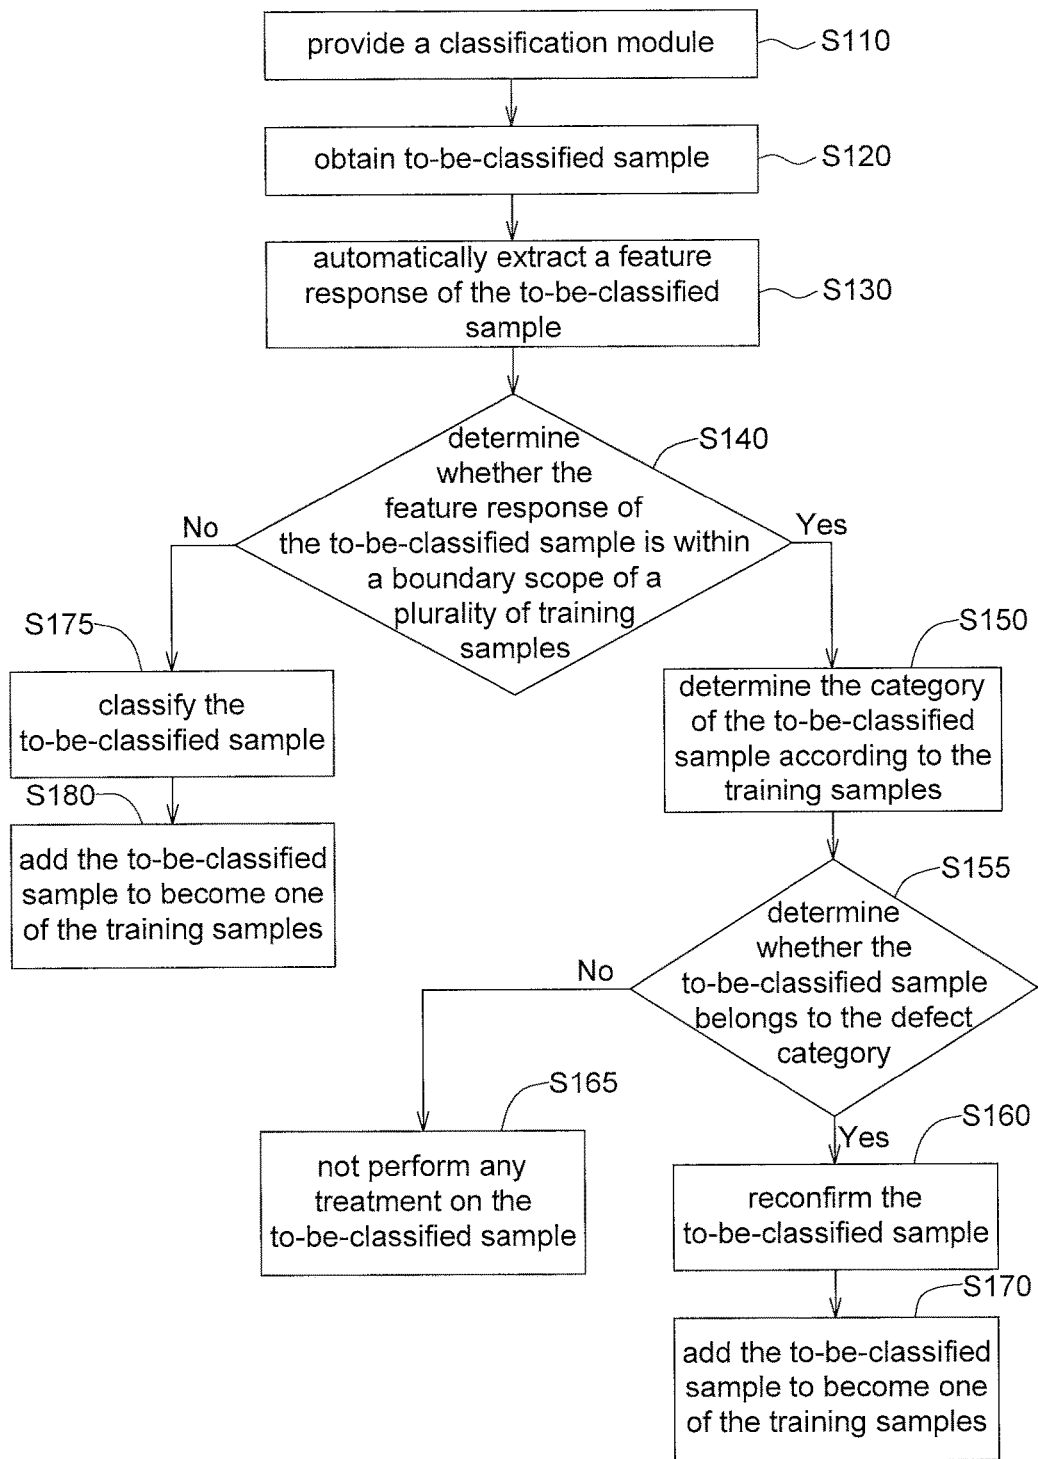 provide a classification module
S110
obtain to-be-classified sample
S120
automatically extract a feature
response of the to-be-classified
sample
S130
determine
whether the
feature response of
the to-be-classified sample is within
a boundary scope of a
plurality of training
samples
S140
No
Yes
S175
classify the
to-be-classified sample
S180
add the to-be-classified
sample to become one
of the training samples
S150
determine the category
of the to-be-classified
sample according to the
training samples
S155
determine
whether the
to-be-classified sample
belongs to the defect
category
No
Yes
S165
not perform any
treatment on the
to-be-classified sample
S160
reconfirm the
to-be-classified sample
S170
add the to-be-classified
sample to become one
of the training samples